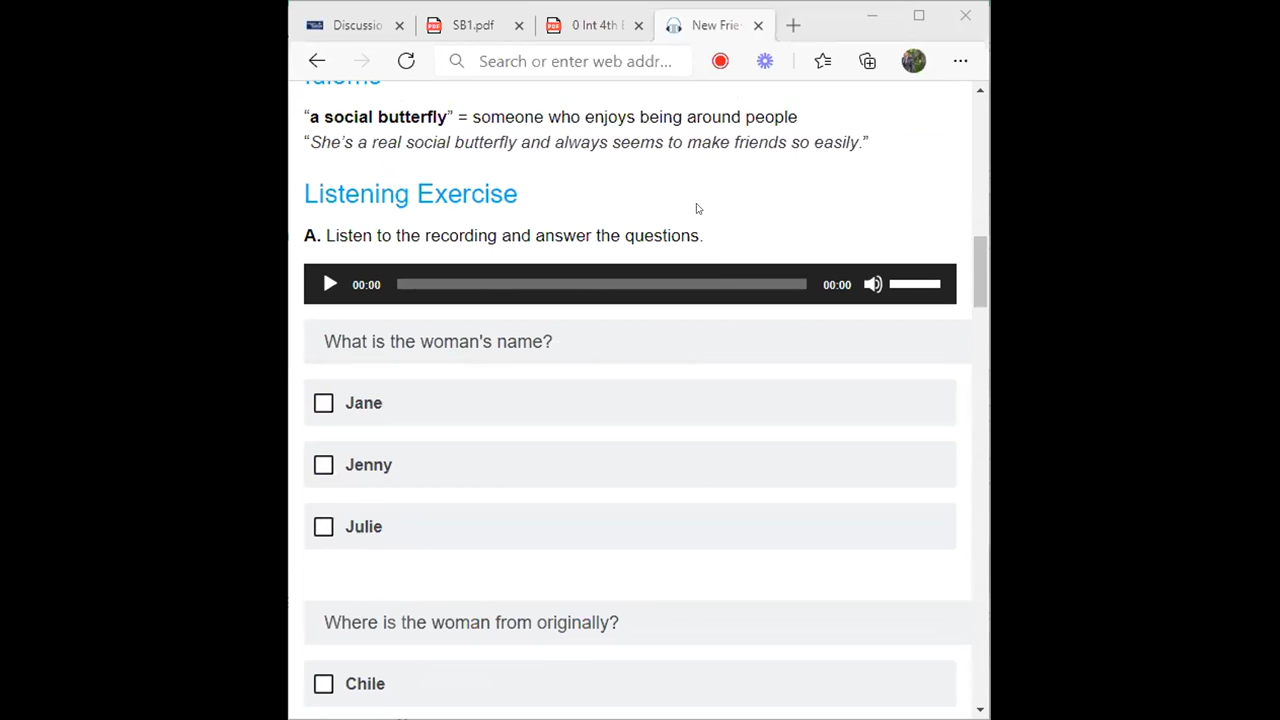 Discussio
SB1.pdf
0 Int 4th
New Frie
Search or enter web addr...
Idioms
“a social butterfly” = someone who enjoys being around people
“She’s a real social butterfly and always seems to make friends so easily.”
Listening Exercise
A. Listen to the recording and answer the questions.
00:00
00:00
What is the woman's name?
Jane
Jenny
Julie
Where is the woman from originally?
Chile